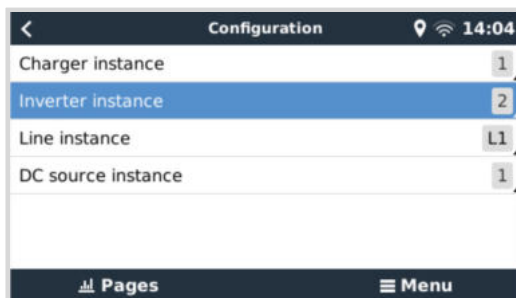 Configuration 14:04
Charger instance 1
Inverter instance 2
Line instance L1
DC source instance 1
Pages Menu